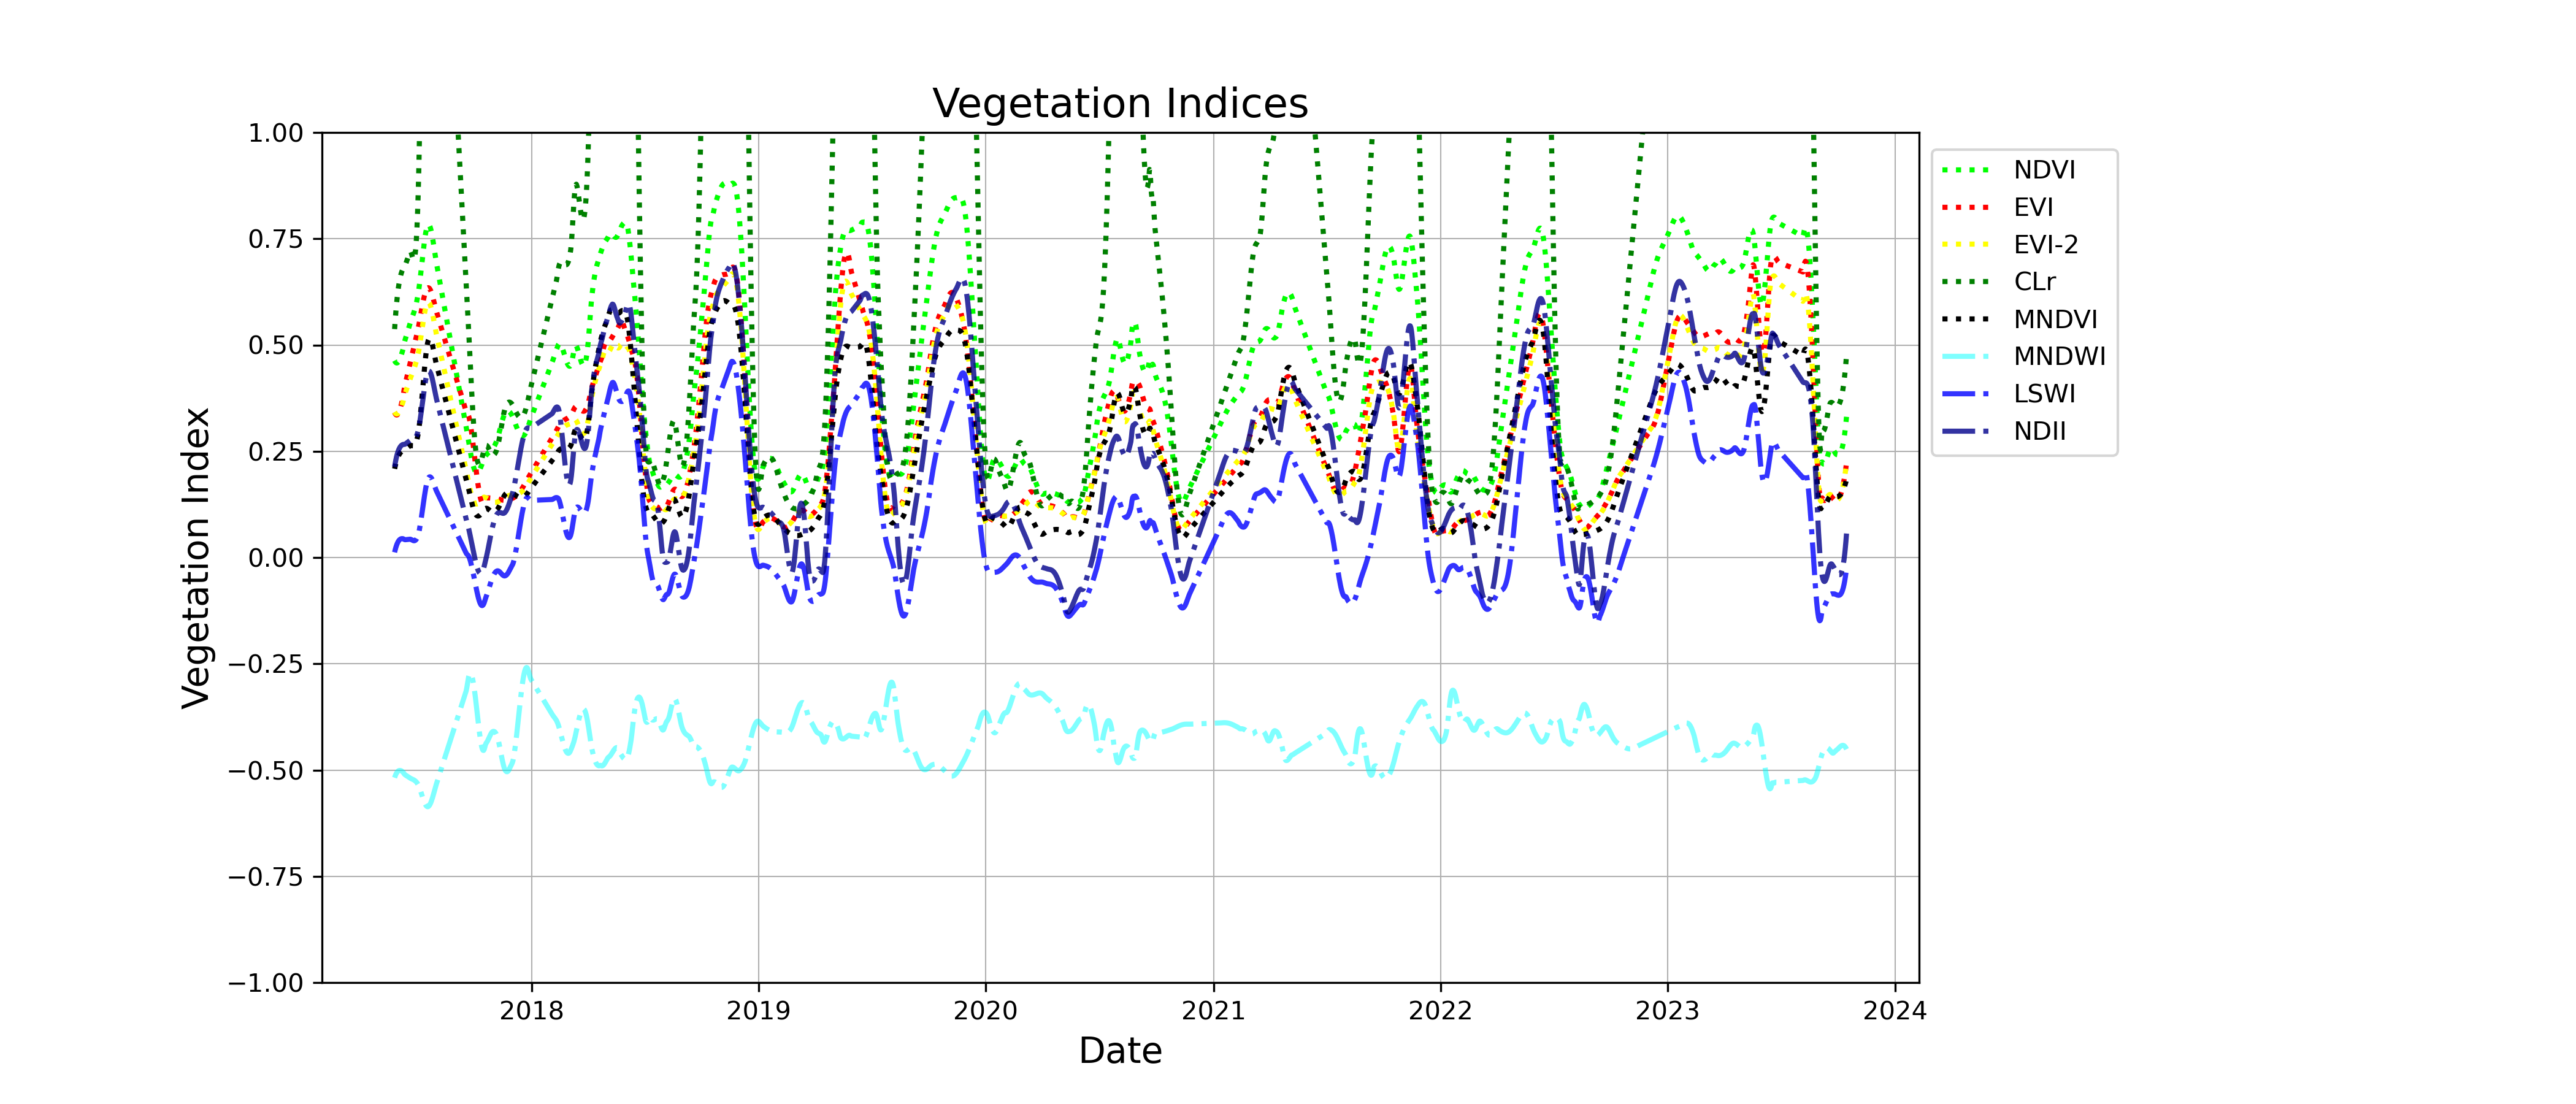 Vegetation Indices
Vegetation Index
1.00
0.75
0.50
0.25
0.00
−0.25
−0.50
−0.75
−1.00
2018 2019 2020 2021 2022 2023 2024
Date
NDVI
EVI
EVI-2
CLr
MNDVI
MNDWI
LSWI
NDII